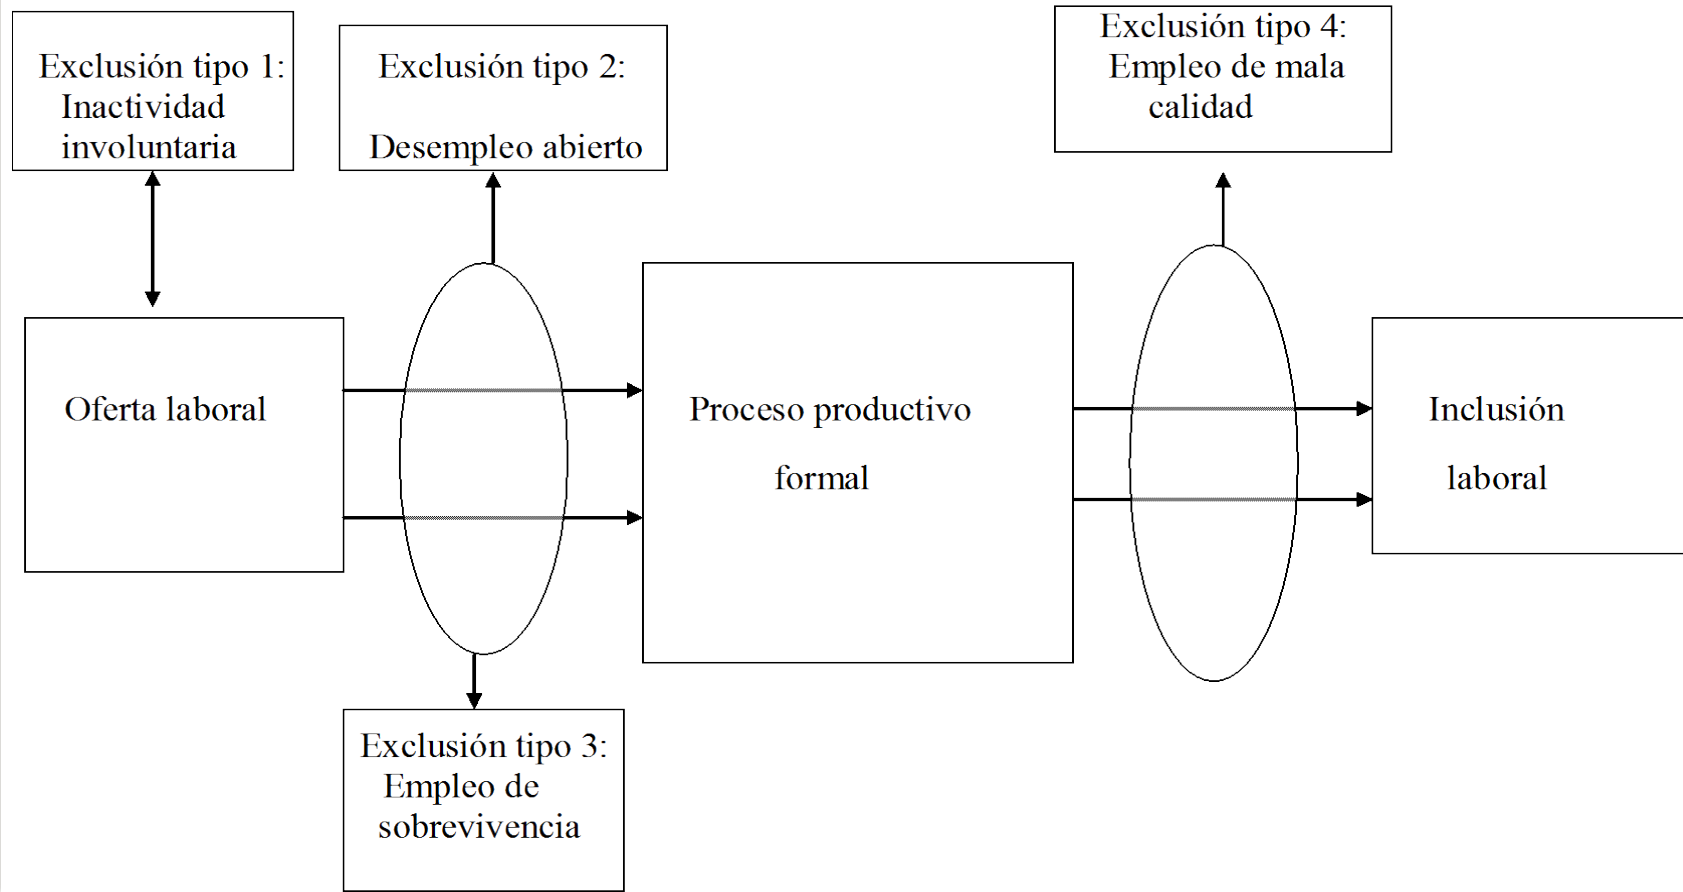 Exclusión tipo 1:
Inactividad
involuntaria
Exclusión tipo 2:
Desempleo abierto
Exclusión tipo 4:
Empleo de mala
calidad
Oferta laboral
Proceso productivo
formal
Inclusión
laboral
Exclusión tipo 3:
Empleo de
sobrevivencia